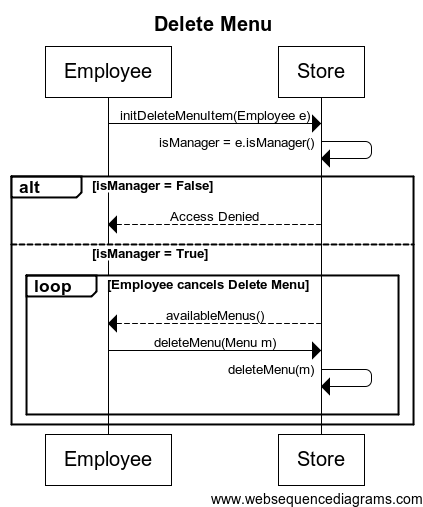 Delete Menu
Employee
Store
initDeleteMenuItem(Employee e)
isManager = e.isManager()
alt
[isManager = False]
Access Denied
[isManager = True]
loop
[Employee cancels Delete Menu]
availableMenus()
deleteMenu(Menu m)
deleteMenu(m)
Employee
Store
www.websequencediagrams.com